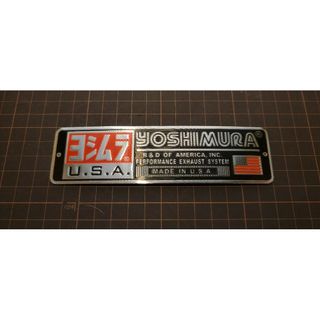 ヨシムラ®
U.S.A.
YOSHIMURA®
R & D OF AMERICA, INC.
PERFORMANCE EXHAUST SYSTEM
MADE IN U.S.A.